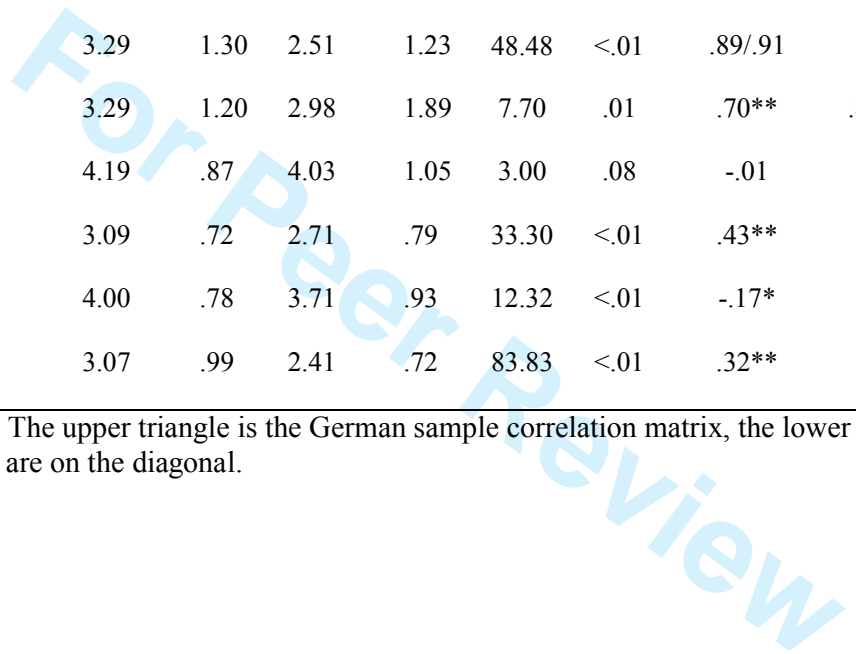 3.29 1.30 2.51 1.23 48.48 <.01 .89/.91
3.29 1.20 2.98 1.89 7.70 .01 .70**
4.19 .87 4.03 1.05 3.00 .08 -.01
3.09 .72 2.71 .79 33.30 <.01 .43**
4.00 .78 3.71 .93 12.32 <.01 -.17*
3.07 .99 2.41 .72 83.83 <.01 .32**
The upper triangle is the German sample correlation matrix, the lower
are on the diagonal.
For Peer Review